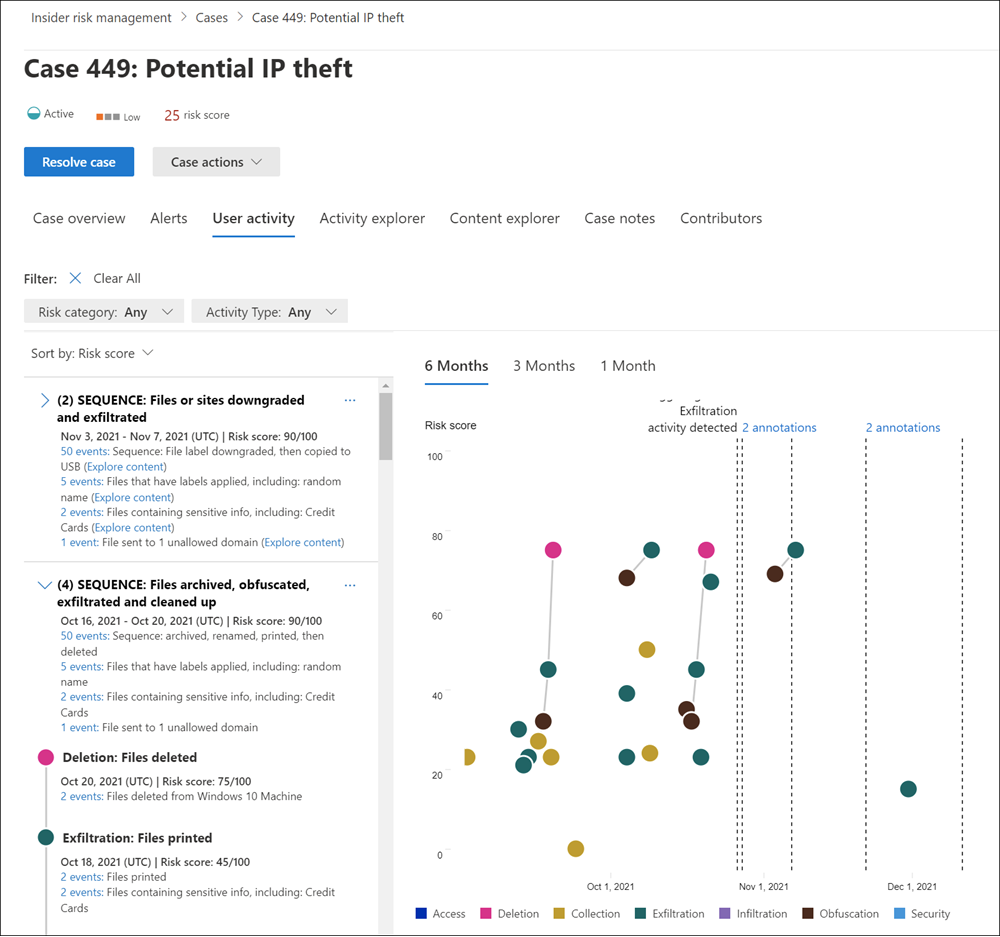 Insider risk management > Cases > Case 449: Potential IP theft
Case 449: Potential IP theft
Active Low 25 risk score
Resolve case Case actions
Case overview Alerts User activity Activity explorer Content explorer Case notes Contributors
Filter: Clear All
Risk category: Any Activity Type: Any
Sort by: Risk score
(2) SEQUENCE: Files or sites downgraded
and exfiltrated
Nov 3, 2021 - Nov 7, 2021 (UTC) | Risk score: 90/100
50 events: Sequence: File label downgraded, then copied to
USB (Explore content)
5 events: Files that have labels applied, including: random
name (Explore content)
2 events: Files containing sensitive info, including: Credit
Cards (Explore content)
1 event: File sent to 1 unallowed domain (Explore content)
(4) SEQUENCE: Files archived, obfuscated,
exfiltrated and cleaned up
Oct 16, 2021 - Oct 20, 2021 (UTC) | Risk score: 90/100
50 events: Sequence: archived, renamed, printed, then
deleted
5 events: Files that have labels applied, including: random
name
2 events: Files containing sensitive info, including: Credit
Cards
1 event: File sent to 1 unallowed domain
Deletion: Files deleted
Oct 20, 2021 (UTC) | Risk score: 75/100
2 events: Files deleted from Windows 10 Machine
Exfiltration: Files printed
Oct 18, 2021 (UTC) | Risk score: 45/100
2 events: Files printed
2 events: Files containing sensitive info, including: Credit
Cards
6 Months 3 Months 1 Month
Exfiltration
Risk score
activity detected 2 annotations 2 annotations
100
80
60
40
20
0
Oct 1, 2021 Nov 1, 2021 Dec 1, 2021
Access Deletion Collection Exfiltration Infiltration Obfuscation Security